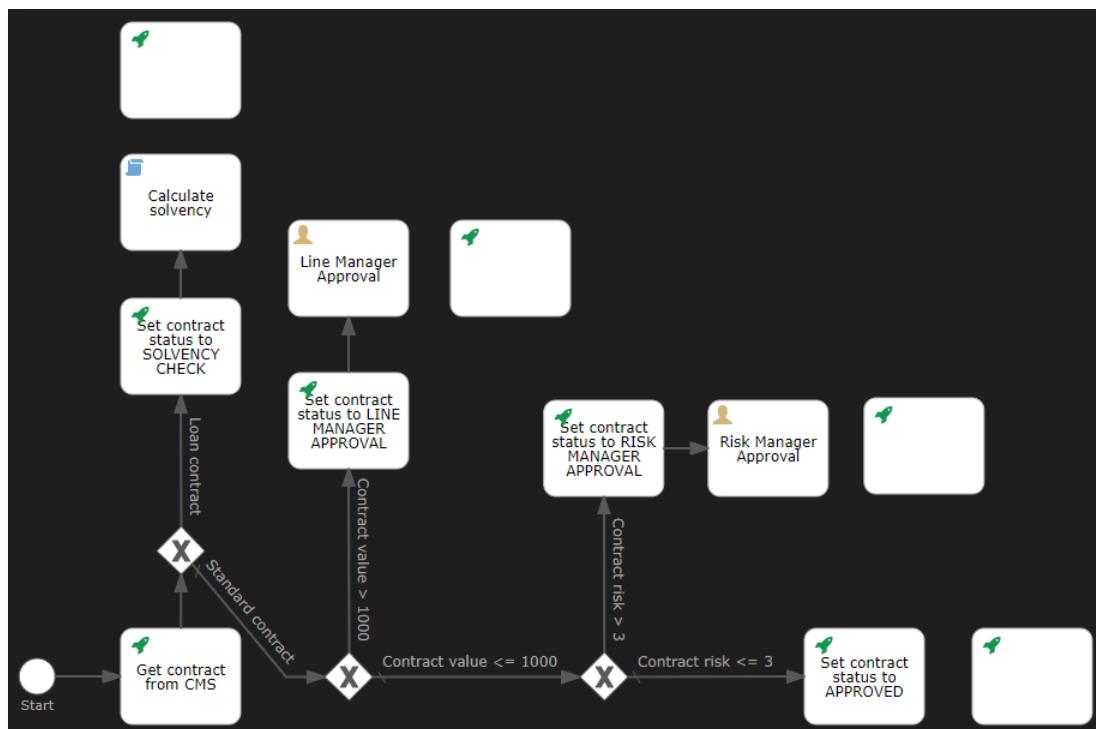 Calculate
solvency
Line Manager
Approval
Set contract
status to
SOLVENCY
CHECK
Set contract
status to LINE
MANAGER
APPROVAL
Set contract
status to RISK
MANAGER
APPROVAL
Risk Manager
Approval
Loan contract
Contract value > 1000
Contract risk > 3
Standard contract
Start
Get contract
from CMS
Contract value <= 1000
Contract risk <= 3
Set contract
status to
APPROVED